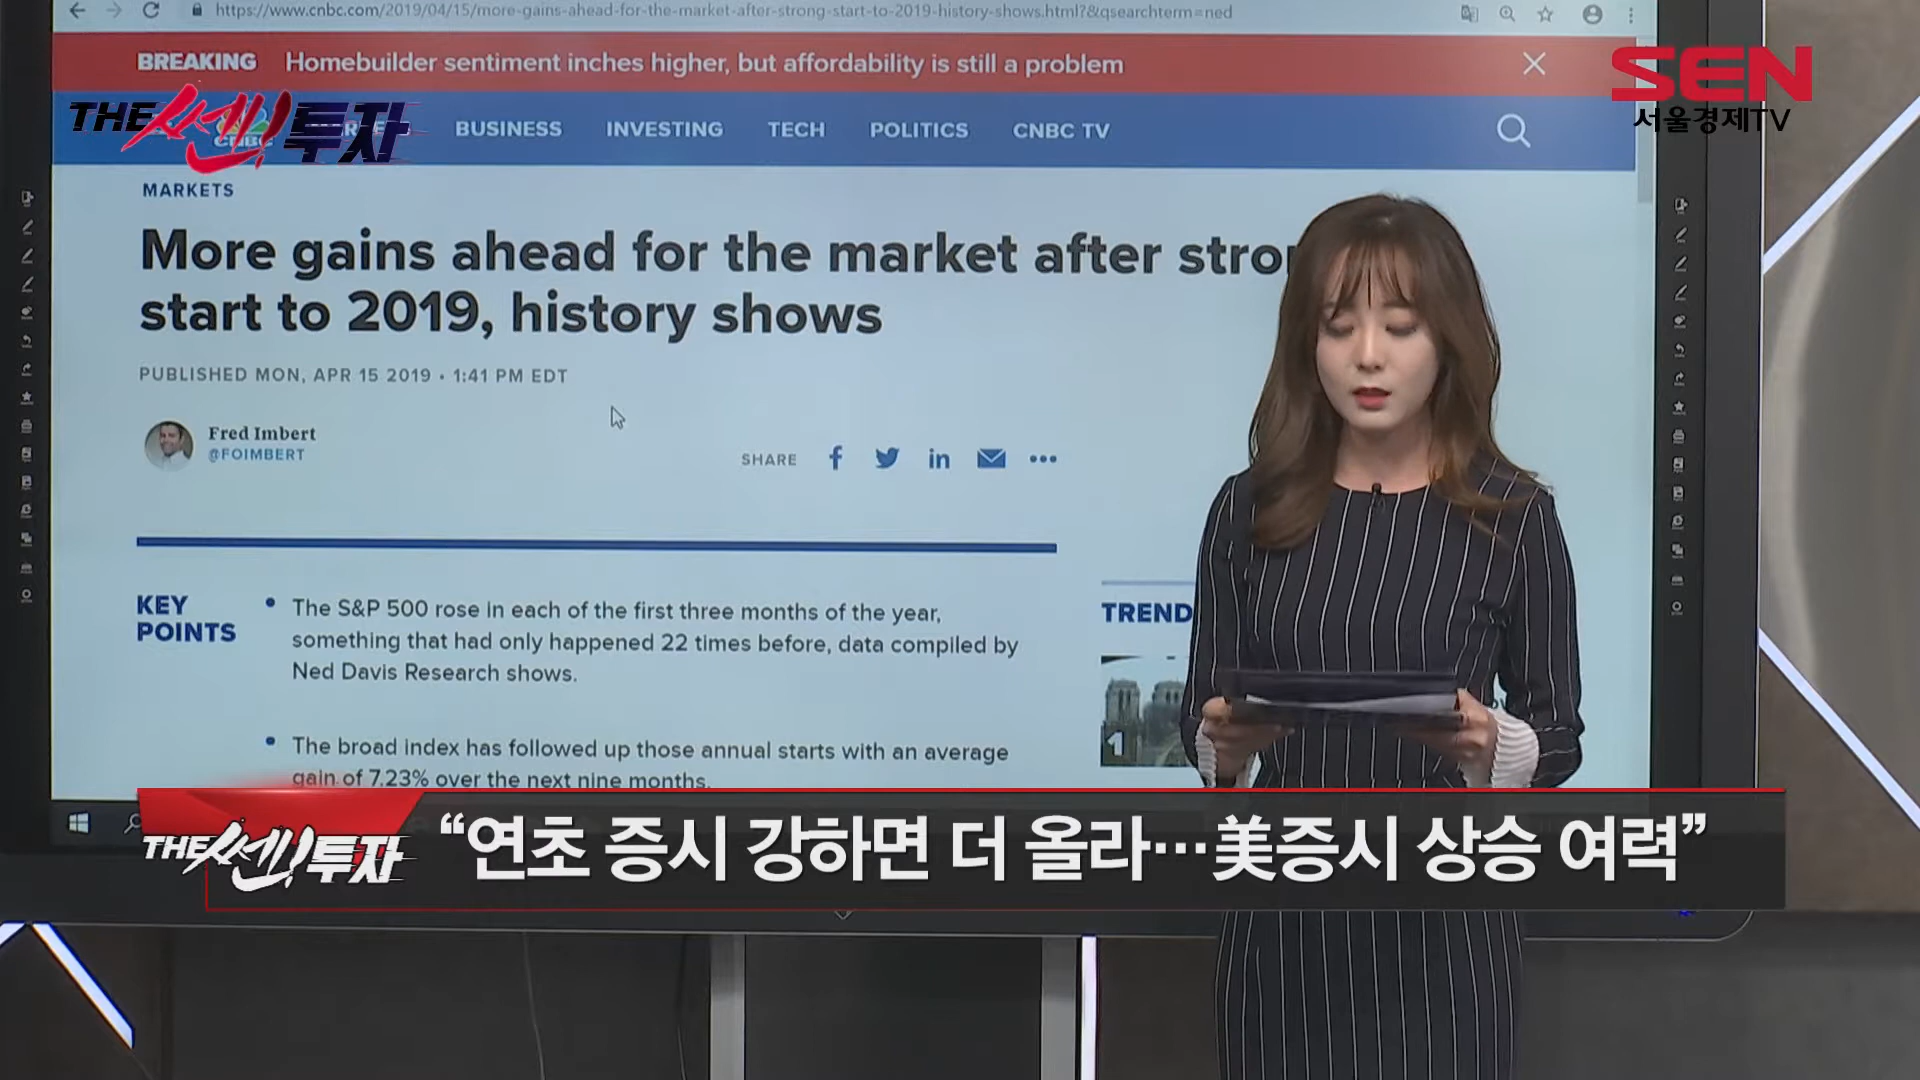 https://www.cnbc.com/2019/04/15/more-gains-ahead-for-the-market-after-strong-start-to-2019-history-shows.html?&qsearchterm=ned
BREAKING Homebuilder sentiment inches higher, but affordability is still a problem
SEN
서울경제TV
THE 쎈! 투자
CNBC
BUSINESS INVESTING TECH POLITICS CNBC TV
MARKETS
More gains ahead for the market after stro
start to 2019, history shows
PUBLISHED MON, APR 15 2019 • 1:41 PM EDT
Fred Imbert
@FOIMBERT
SHARE
KEY
POINTS
• The S&P 500 rose in each of the first three months of the year,
something that had only happened 22 times before, data compiled by
Ned Davis Research shows.
TREND
1
• The broad index has followed up those annual starts with an average
gain of 7.23% over the next nine months.
THE 쎈! 투자
“연초 증시 강하면 더 올라…美증시 상승 여력”